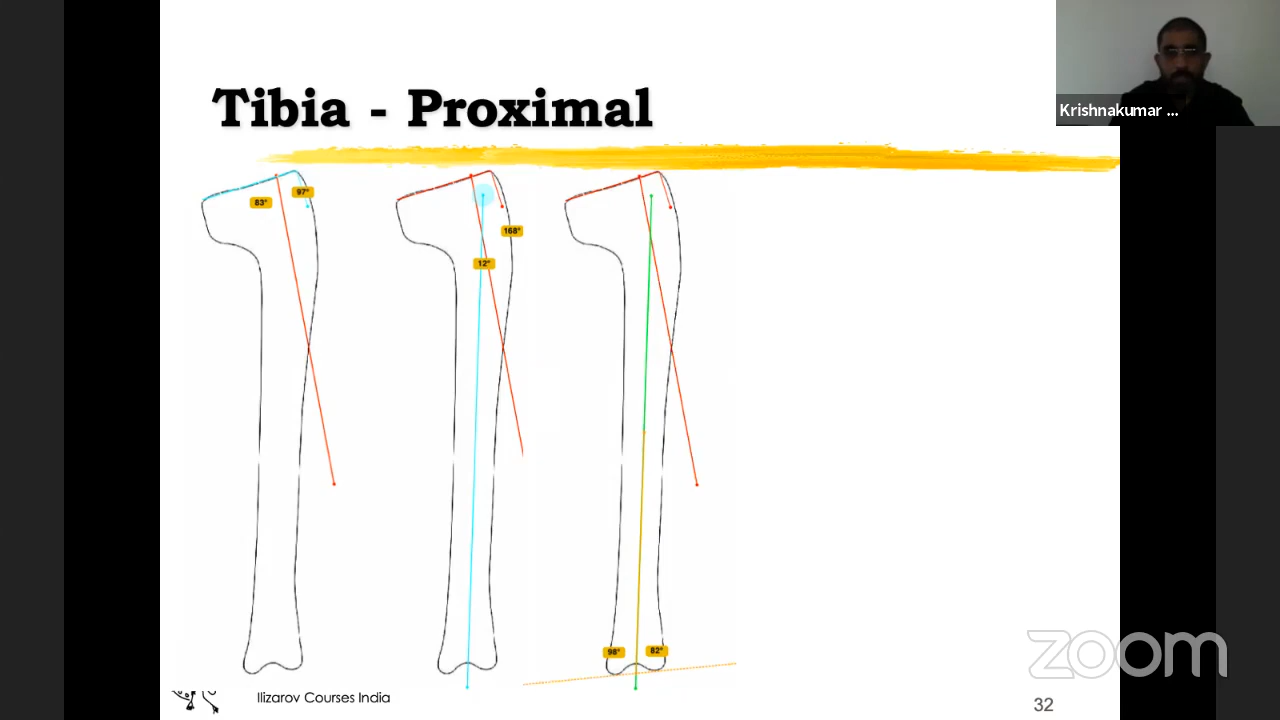 Tibia - Proximal
Krishnakumar ...
83°
97°
168°
12°
98°
82°
Ilizarov Courses India
32
zoom